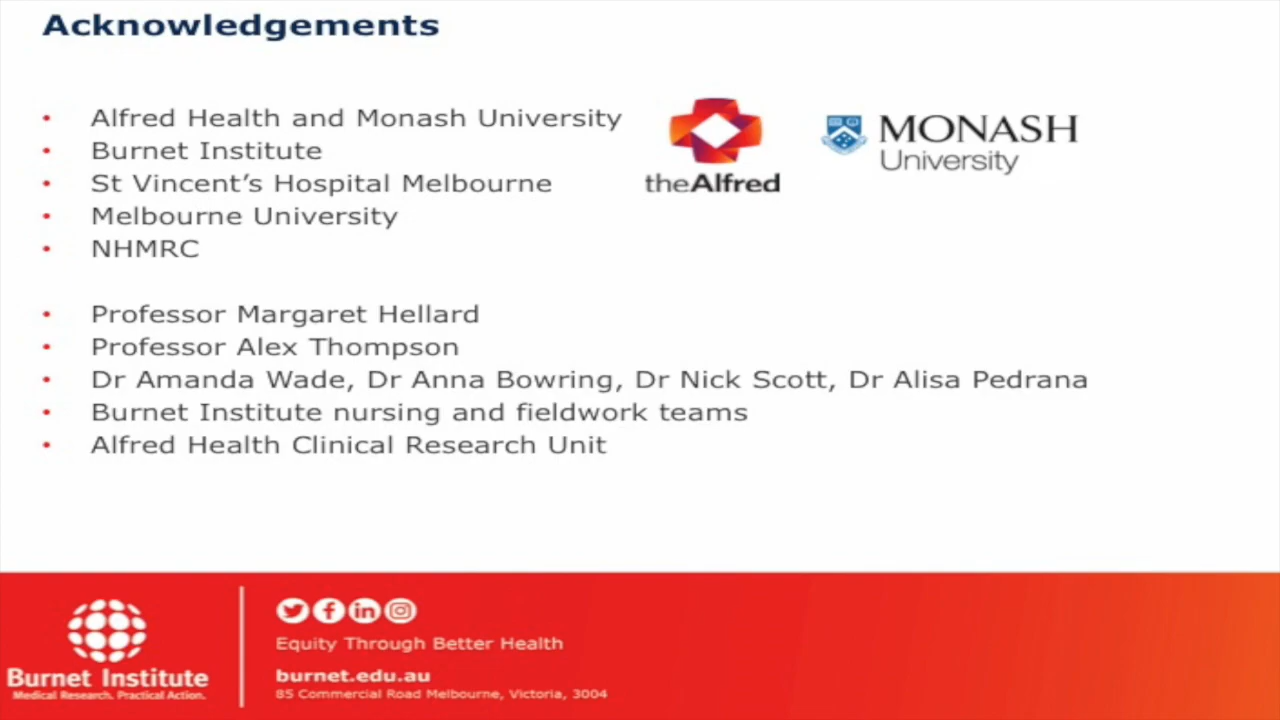 Acknowledgements
• Alfred Health and Monash University
• Burnet Institute
• St Vincent’s Hospital Melbourne
• Melbourne University
• NHMRC
theAlfred
MONASH
University
• Professor Margaret Hellard
• Professor Alex Thompson
• Dr Amanda Wade, Dr Anna Bowring, Dr Nick Scott, Dr Alisa Pedrana
• Burnet Institute nursing and fieldwork teams
• Alfred Health Clinical Research Unit
Burnet Institute
Medical Research. Practical Action.
Equity Through Better Health
burnet.edu.au
85 Commercial Road Melbourne, Victoria, 3004